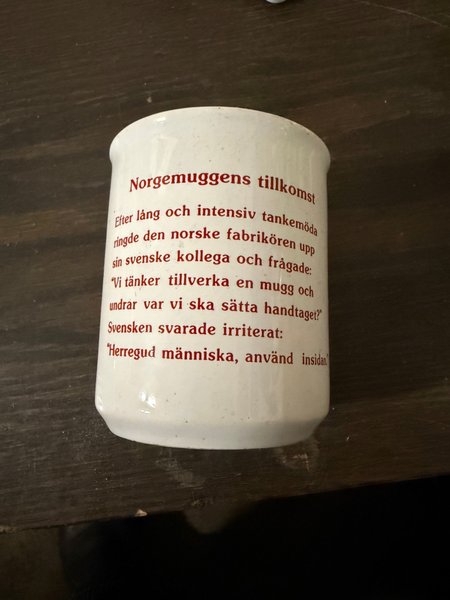 Norgemuggens tillkomst
Efter lång och intensiv tankemöda
ringde den norske fabrikören upp
sin svenske kollega och frågade:
"Vi tänker tillverka en mugg och
undrar var vi ska sätta handtaget?"
Svensken svarade irriterat:
"Herregud människa, använd insidan."